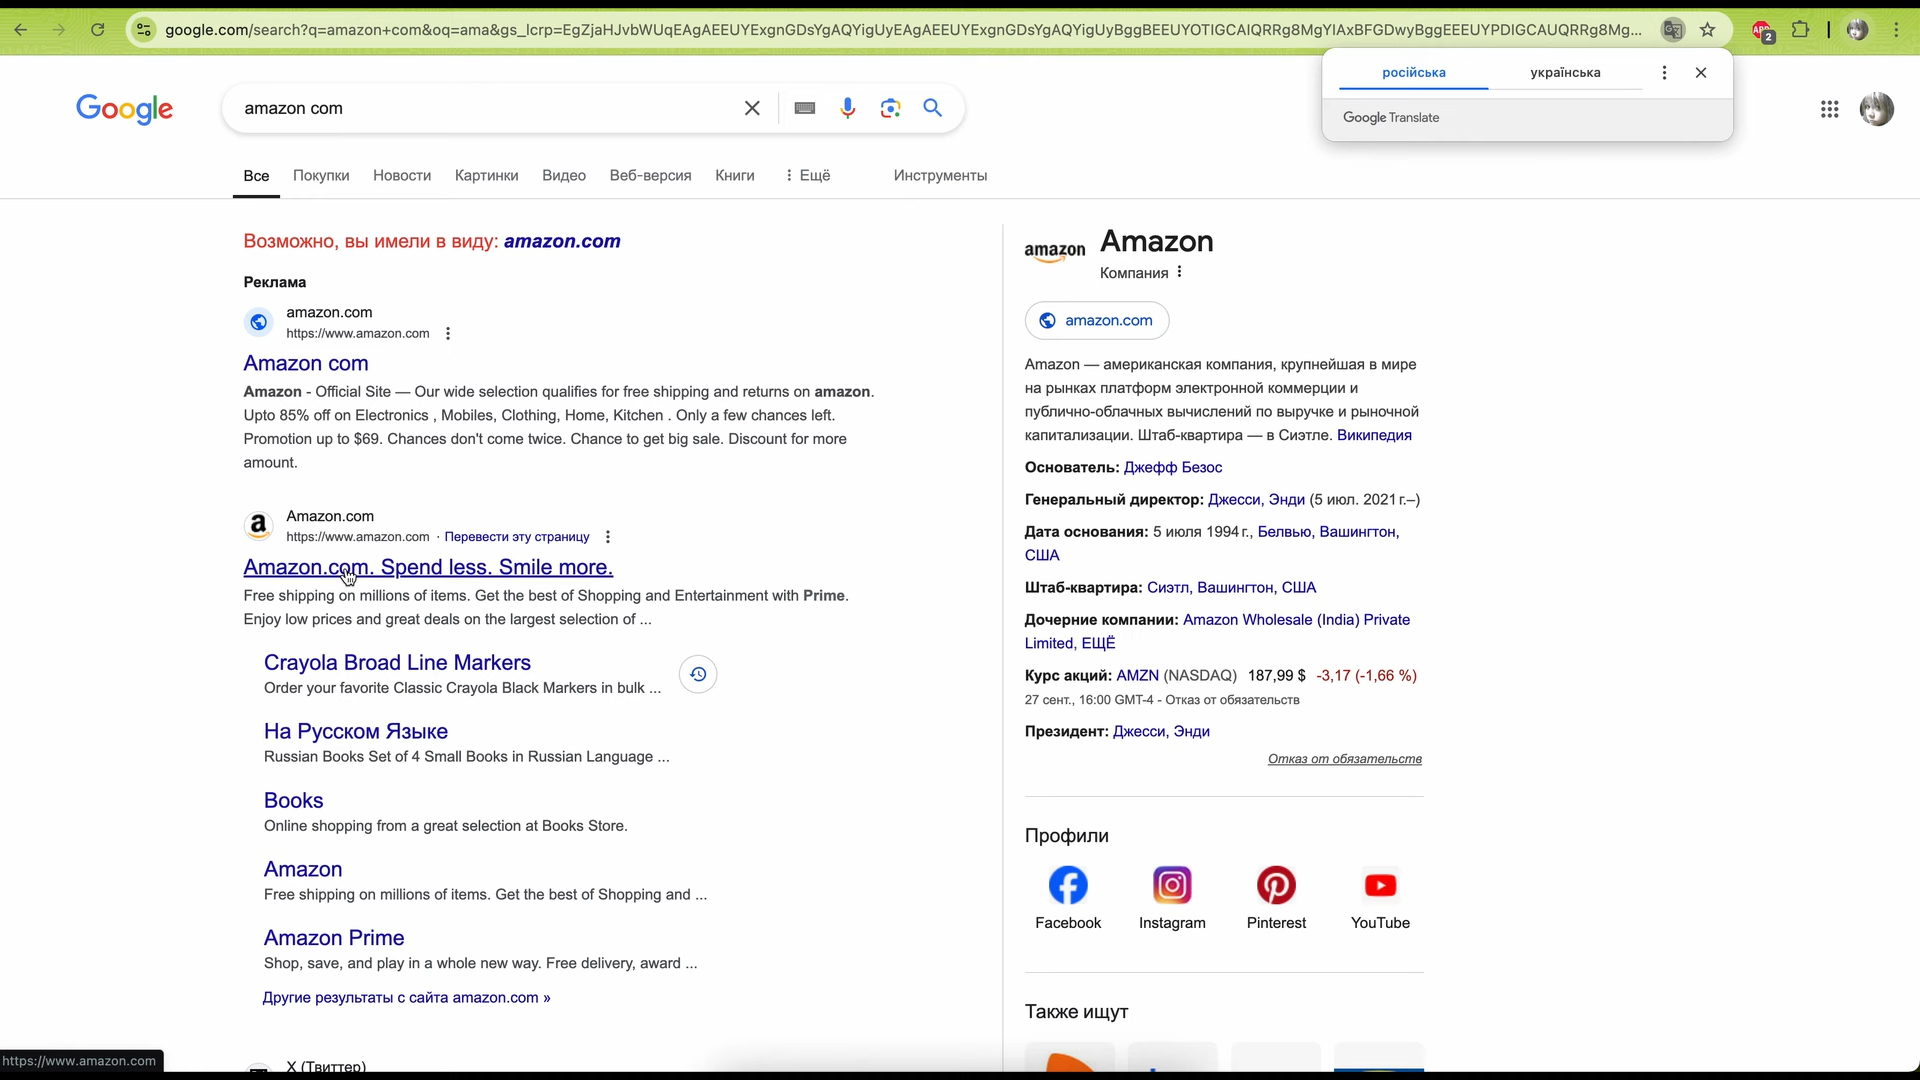 google.com/search?q=amazon+com&oq=ama&gs_lcrp=EgZjaHJvbWUqEAgAEEUYExgnGDsYgAQYigUyEAgAEEUYExgnGDsYgAQYigUyBggBEEUYOTIGCAIQRRg8MgYIAxBFGDwyBggEEEUYPDIGCAUQRRg8Mg...
2
російська
українська
Google Translate
Google
amazon com
Все
Покупки
Новости
Картинки
Видео
Веб-версия
Книги
Ещё
Инструменты
Возможно, вы имели в виду: amazon.com
Реклама
amazon.com
https://www.amazon.com
Amazon com
Amazon - Official Site — Our wide selection qualifies for free shipping and returns on amazon.
Upto 85% off on Electronics , Mobiles, Clothing, Home, Kitchen . Only a few chances left.
Promotion up to $69. Chances don't come twice. Chance to get big sale. Discount for more
amount.
Amazon.com
https://www.amazon.com · Перевести эту страницу
Amazon.com. Spend less. Smile more.
Free shipping on millions of items. Get the best of Shopping and Entertainment with Prime.
Enjoy low prices and great deals on the largest selection of ...
Crayola Broad Line Markers
Order your favorite Classic Crayola Black Markers in bulk ...
На Русском Языке
Russian Books Set of 4 Small Books in Russian Language ...
Books
Online shopping from a great selection at Books Store.
Amazon
Free shipping on millions of items. Get the best of Shopping and ...
Amazon Prime
Shop, save, and play in a whole new way. Free delivery, award ...
Другие результаты с сайта amazon.com »
X (Твиттер)
https://www.amazon.com
amazon
Amazon
Компания
amazon.com
Amazon — американская компания, крупнейшая в мире
на рынках платформ электронной коммерции и
публично-облачных вычислений по выручке и рыночной
капитализации. Штаб-квартира — в Сиэтле. Википедия
Основатель: Джефф Безос
Генеральный директор: Джесси, Энди (5 июл. 2021 г.–)
Дата основания: 5 июля 1994 г., Белвью, Вашингтон,
США
Штаб-квартира: Сиэтл, Вашингтон, США
Дочерние компании: Amazon Wholesale (India) Private
Limited, ЕЩЁ
Курс акций: AMZN (NASDAQ) 187,99 $ -3,17 (-1,66 %)
27 сент., 16:00 GMT-4 - Отказ от обязательств
Президент: Джесси, Энди
Отказ от обязательств
Профили
Facebook
Instagram
Pinterest
YouTube
Также ищут